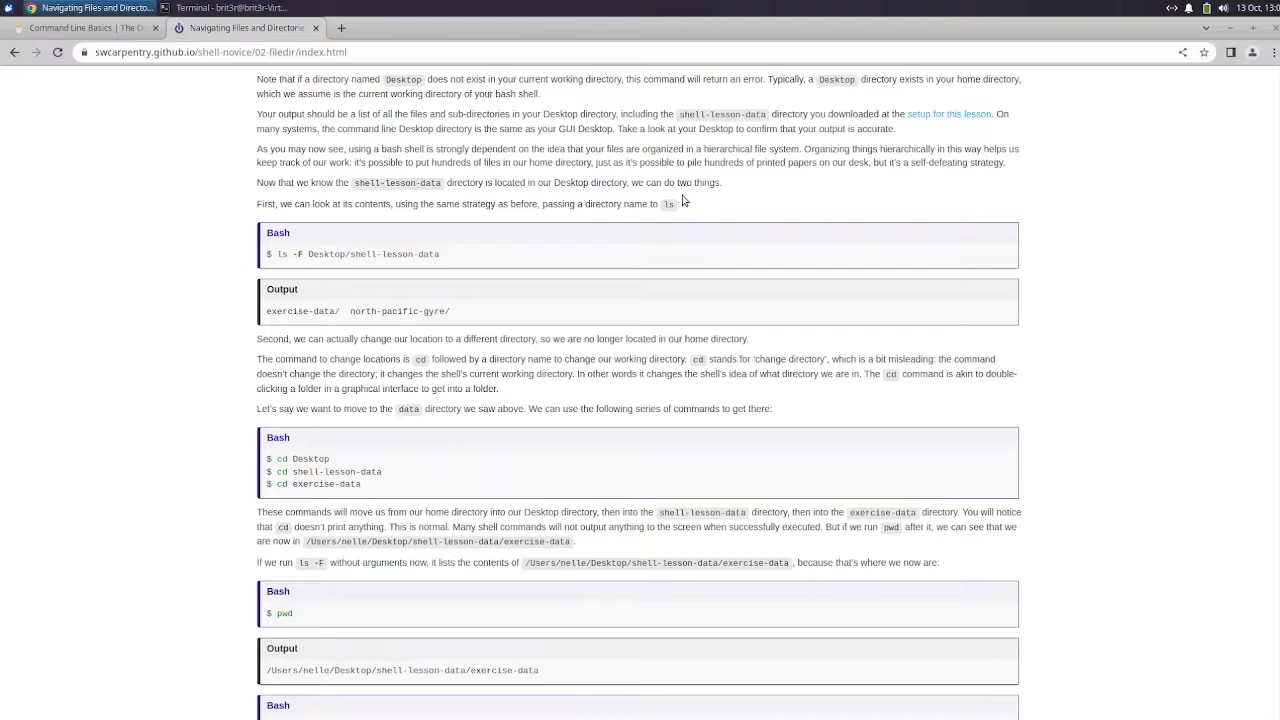 Navigating Files and Directo...
Terminal - brit3r@brit3r-Virt...
13 Oct, 13:0
Command Line Basics | The O
Navigating Files and Directorie
swcarpentry.github.io/shell-novice/02-filedir/index.html
Note that if a directory named Desktop does not exist in your current working directory, this command will return an error. Typically, a Desktop directory exists in your home directory,
which we assume is the current working directory of your bash shell.
Your output should be a list of all the files and sub-directories in your Desktop directory, including the shell-lesson-data directory you downloaded at the setup for this lesson. On
many systems, the command line Desktop directory is the same as your GUI Desktop. Take a look at your Desktop to confirm that your output is accurate.
As you may now see, using a bash shell is strongly dependent on the idea that your files are organized in a hierarchical file system. Organizing things hierarchically in this way helps us
keep track of our work: it's possible to put hundreds of files in our home directory, just as it's possible to pile hundreds of printed papers on our desk, but it's a self-defeating strategy.
Now that we know the shell-lesson-data directory is located in our Desktop directory, we can do two things.
First, we can look at its contents, using the same strategy as before, passing a directory name to ls:
Bash
$ ls -F Desktop/shell-lesson-data
Output
exercise-data/  north-pacific-gyre/
Second, we can actually change our location to a different directory, so we are no longer located in our home directory.
The command to change locations is cd followed by a directory name to change our working directory. cd stands for 'change directory', which is a bit misleading: the command
doesn't change the directory; it changes the shell's current working directory. In other words it changes the shell's idea of what directory we are in. The cd command is akin to double-
clicking a folder in a graphical interface to get into a folder.
Let's say we want to move to the data directory we saw above. We can use the following series of commands to get there:
Bash
$ cd Desktop
$ cd shell-lesson-data
$ cd exercise-data
These commands will move us from our home directory into our Desktop directory, then into the shell-lesson-data directory, then into the exercise-data directory. You will notice
that cd doesn't print anything. This is normal. Many shell commands will not output anything to the screen when successfully executed. But if we run pwd after it, we can see that we
are now in /Users/nelle/Desktop/shell-lesson-data/exercise-data.
If we run ls -F without arguments now, it lists the contents of /Users/nelle/Desktop/shell-lesson-data/exercise-data, because that's where we now are:
Bash
$ pwd
Output
/Users/nelle/Desktop/shell-lesson-data/exercise-data
Bash